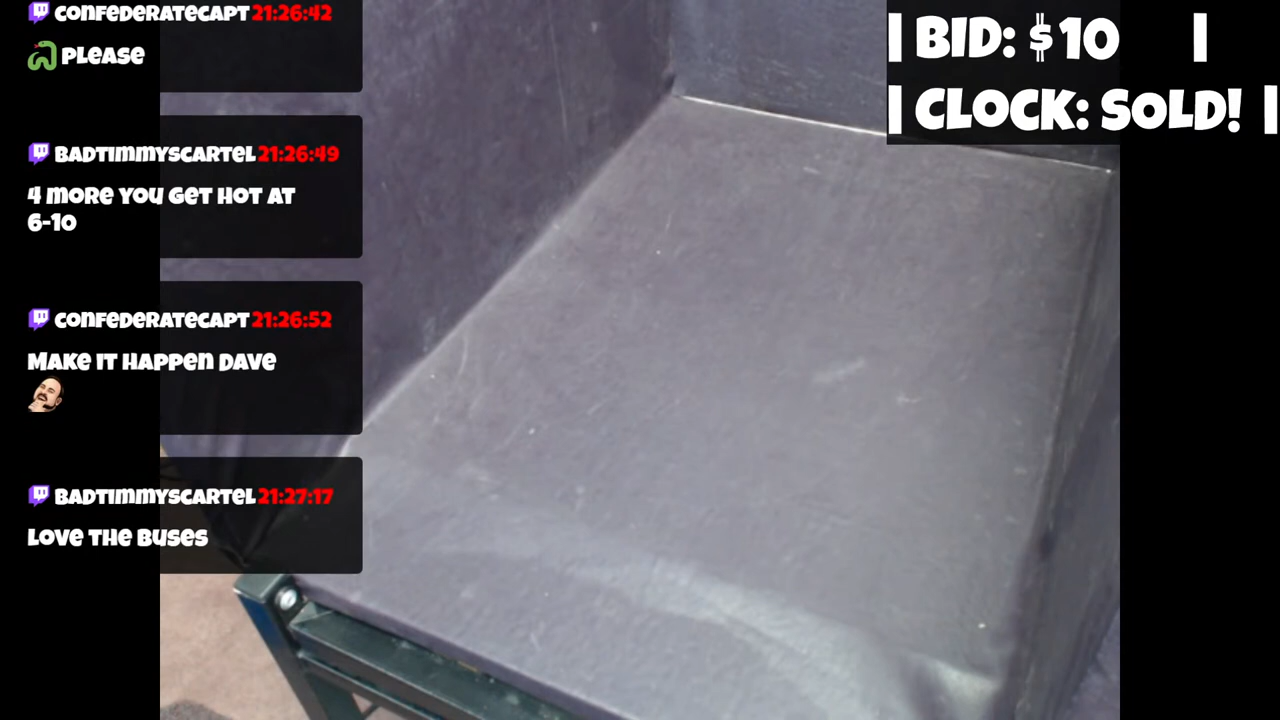 confederatecapt 21:26:42
Please
BadTimmysCartel 21:26:49
4 more you get hot at
6-10
confederatecapt 21:26:52
Make it happen Dave
BadTimmysCartel 21:27:17
Love the buses
| BID: $10 |
| CLOCK: SOLD! |